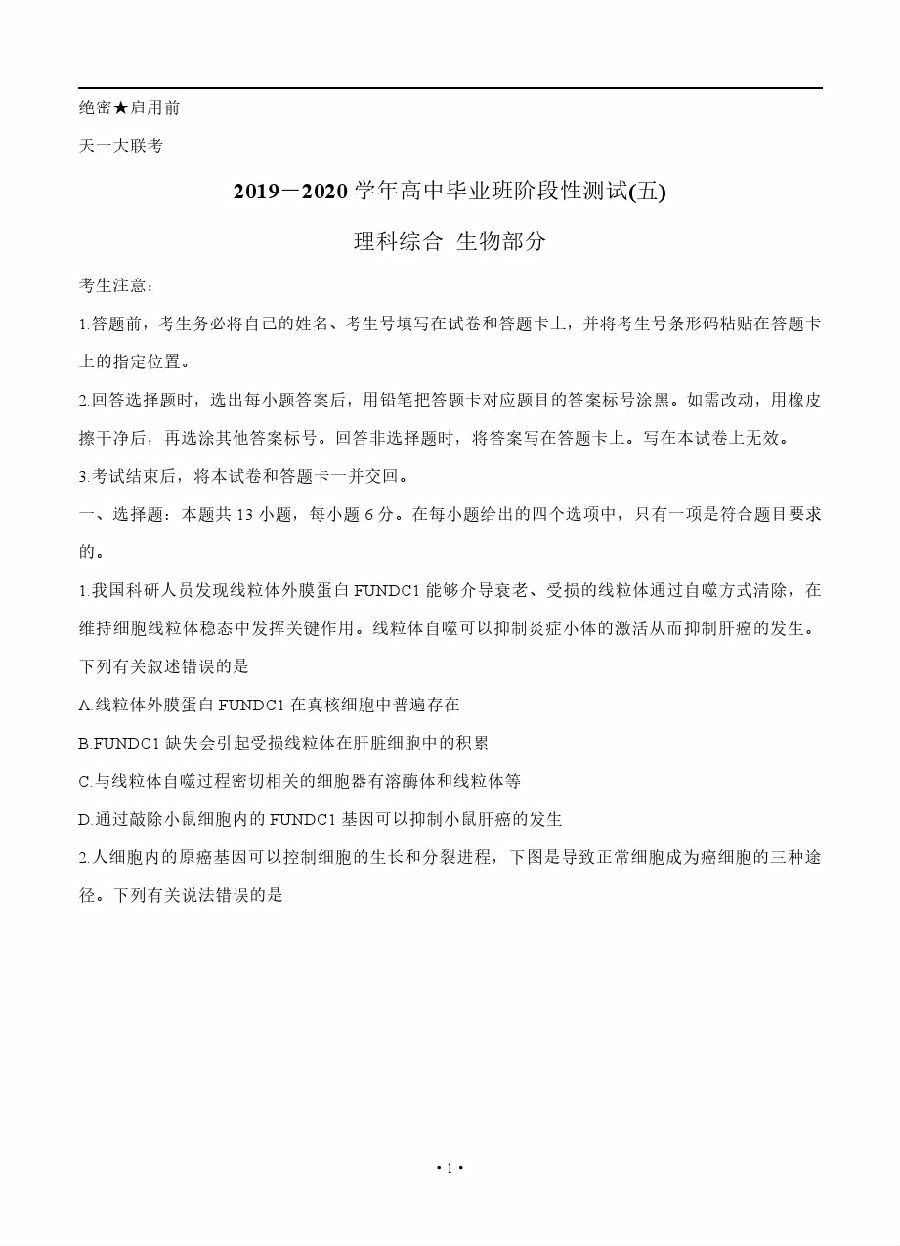 绝密★启用前
天一大联考
2019－2020 学年高中毕业班阶段性测试(五)
理科综合 生物部分
考生注意:
1.答题前，考生务必将自己的姓名、考生号填写在试卷和答题卡上，并将考生号条形码粘贴在答题卡
上的指定位置。
2.回答选择题时，选出每小题答案后，用铅笔把答题卡对应题目的答案标号涂黑。如需改动，用橡皮
擦干净后，再选涂其他答案标号。回答非选择题时，将答案写在答题卡上。写在本试卷上无效。
3.考试结束后，将本试卷和答题卡一并交回。
一、选择题：本题共 13 小题，每小题 6 分。在每小题给出的四个选项中，只有一项是符合题目要求
的。
1.我国科研人员发现线粒体外膜蛋白 FUNDC1 能够介导衰老、受损的线粒体通过自噬方式清除，在
维持细胞线粒体稳态中发挥关键作用。线粒体自噬可以抑制炎症小体的激活从而抑制肝癌的发生。
下列有关叙述错误的是
A.线粒体外膜蛋白 FUNDC1 在真核细胞中普遍存在
B.FUNDC1 缺失会引起受损线粒体在肝脏细胞中的积累
C.与线粒体自噬过程密切相关的细胞器有溶酶体和线粒体等
D.通过敲除小鼠细胞内的 FUNDC1 基因可以抑制小鼠肝癌的发生
2.人细胞内的原癌基因可以控制细胞的生长和分裂进程，下图是导致正常细胞成为癌细胞的三种途
径。下列有关说法错误的是
·1·